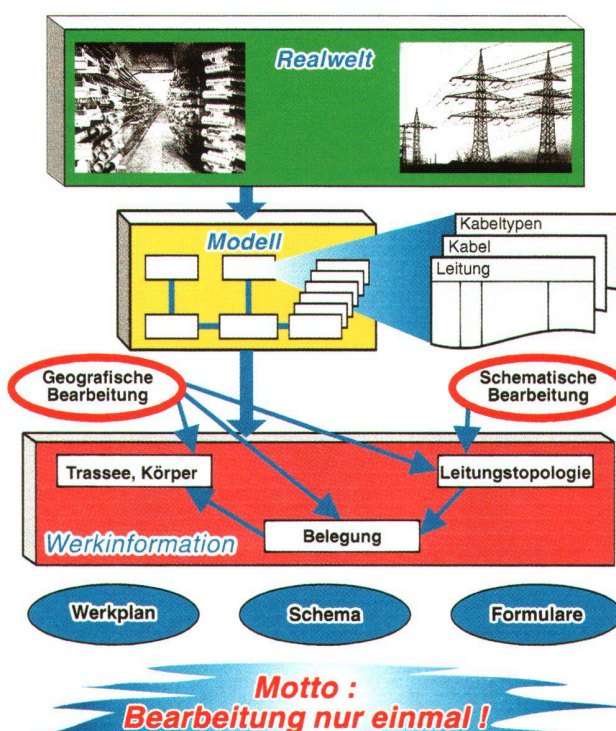 Realwelt
Modell
Kabeltypen
Kabel
Leitung
Geografische
Bearbeitung
Schematische
Bearbeitung
Trassee, Körper
Leitungstopologie
Belegung
Werkinformation
Werkplan
Schema
Formulare
Motto :
Bearbeitung nur einmal !